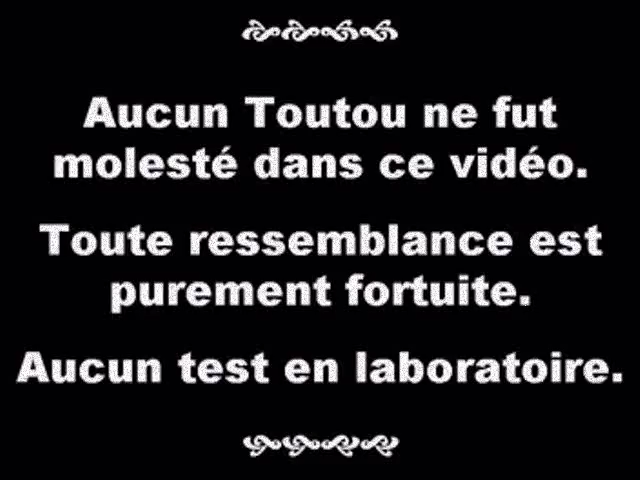 Aucun Toutou ne fut
molesté dans ce vidéo.
Toute ressemblance est
purement fortuite.
Aucun test en laboratoire.